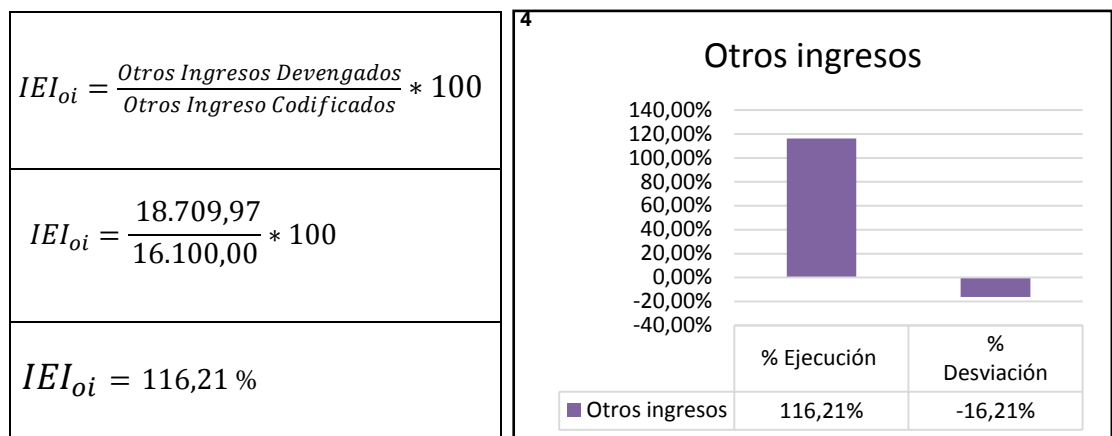 IEI_oi = Otros Ingresos Devengados / Otros Ingreso Codificados * 100
IEI_oi = 18.709,97 / 16.100,00 * 100
IEI_oi = 116,21 %
4
Otros ingresos
140,00%
120,00%
100,00%
80,00%
60,00%
40,00%
20,00%
0,00%
-20,00%
-40,00%
% Ejecución
%
Desviación
Otros ingresos 116,21% -16,21%